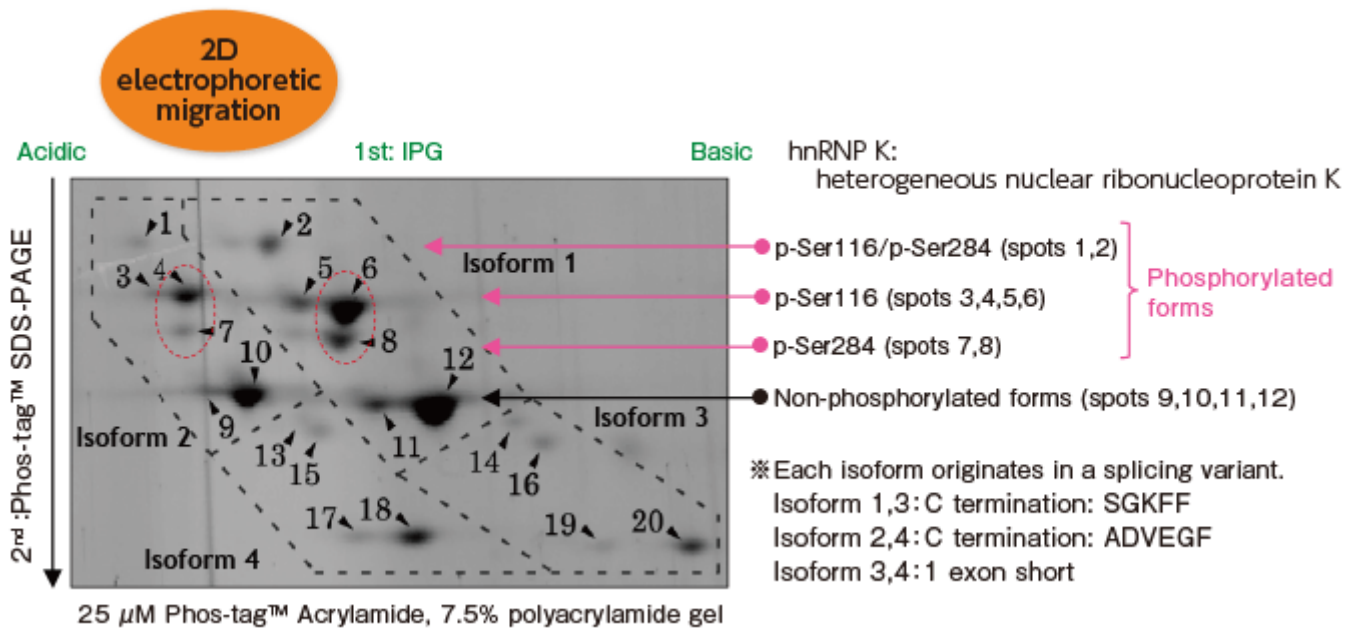 2D
electrophoretic
migration
Acidic 1st: IPG Basic
hnRNP K:
heterogeneous nuclear ribonucleoprotein K
2nd :Phos-tag™ SDS-PAGE
1 2
3 4 5 6
7 8
9 10 11 12
13 15 14 16
17 18 19 20
Isoform 1
Isoform 2
Isoform 3
Isoform 4
p-Ser116/p-Ser284 (spots 1,2)
p-Ser116 (spots 3,4,5,6)
p-Ser284 (spots 7,8)
Phosphorylated
forms
Non-phosphorylated forms (spots 9,10,11,12)
※Each isoform originates in a splicing variant.
Isoform 1,3:C termination: SGKFF
Isoform 2,4:C termination: ADVEGF
Isoform 3,4:1 exon short
25 μM Phos-tag™ Acrylamide, 7.5% polyacrylamide gel